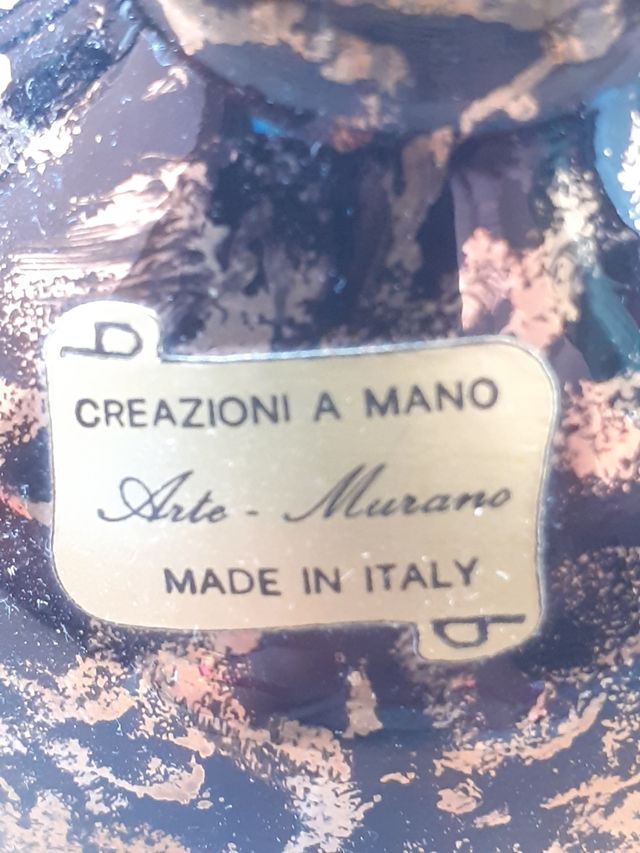 CREAZIONI A MANO
Arte - Murano
MADE IN ITALY